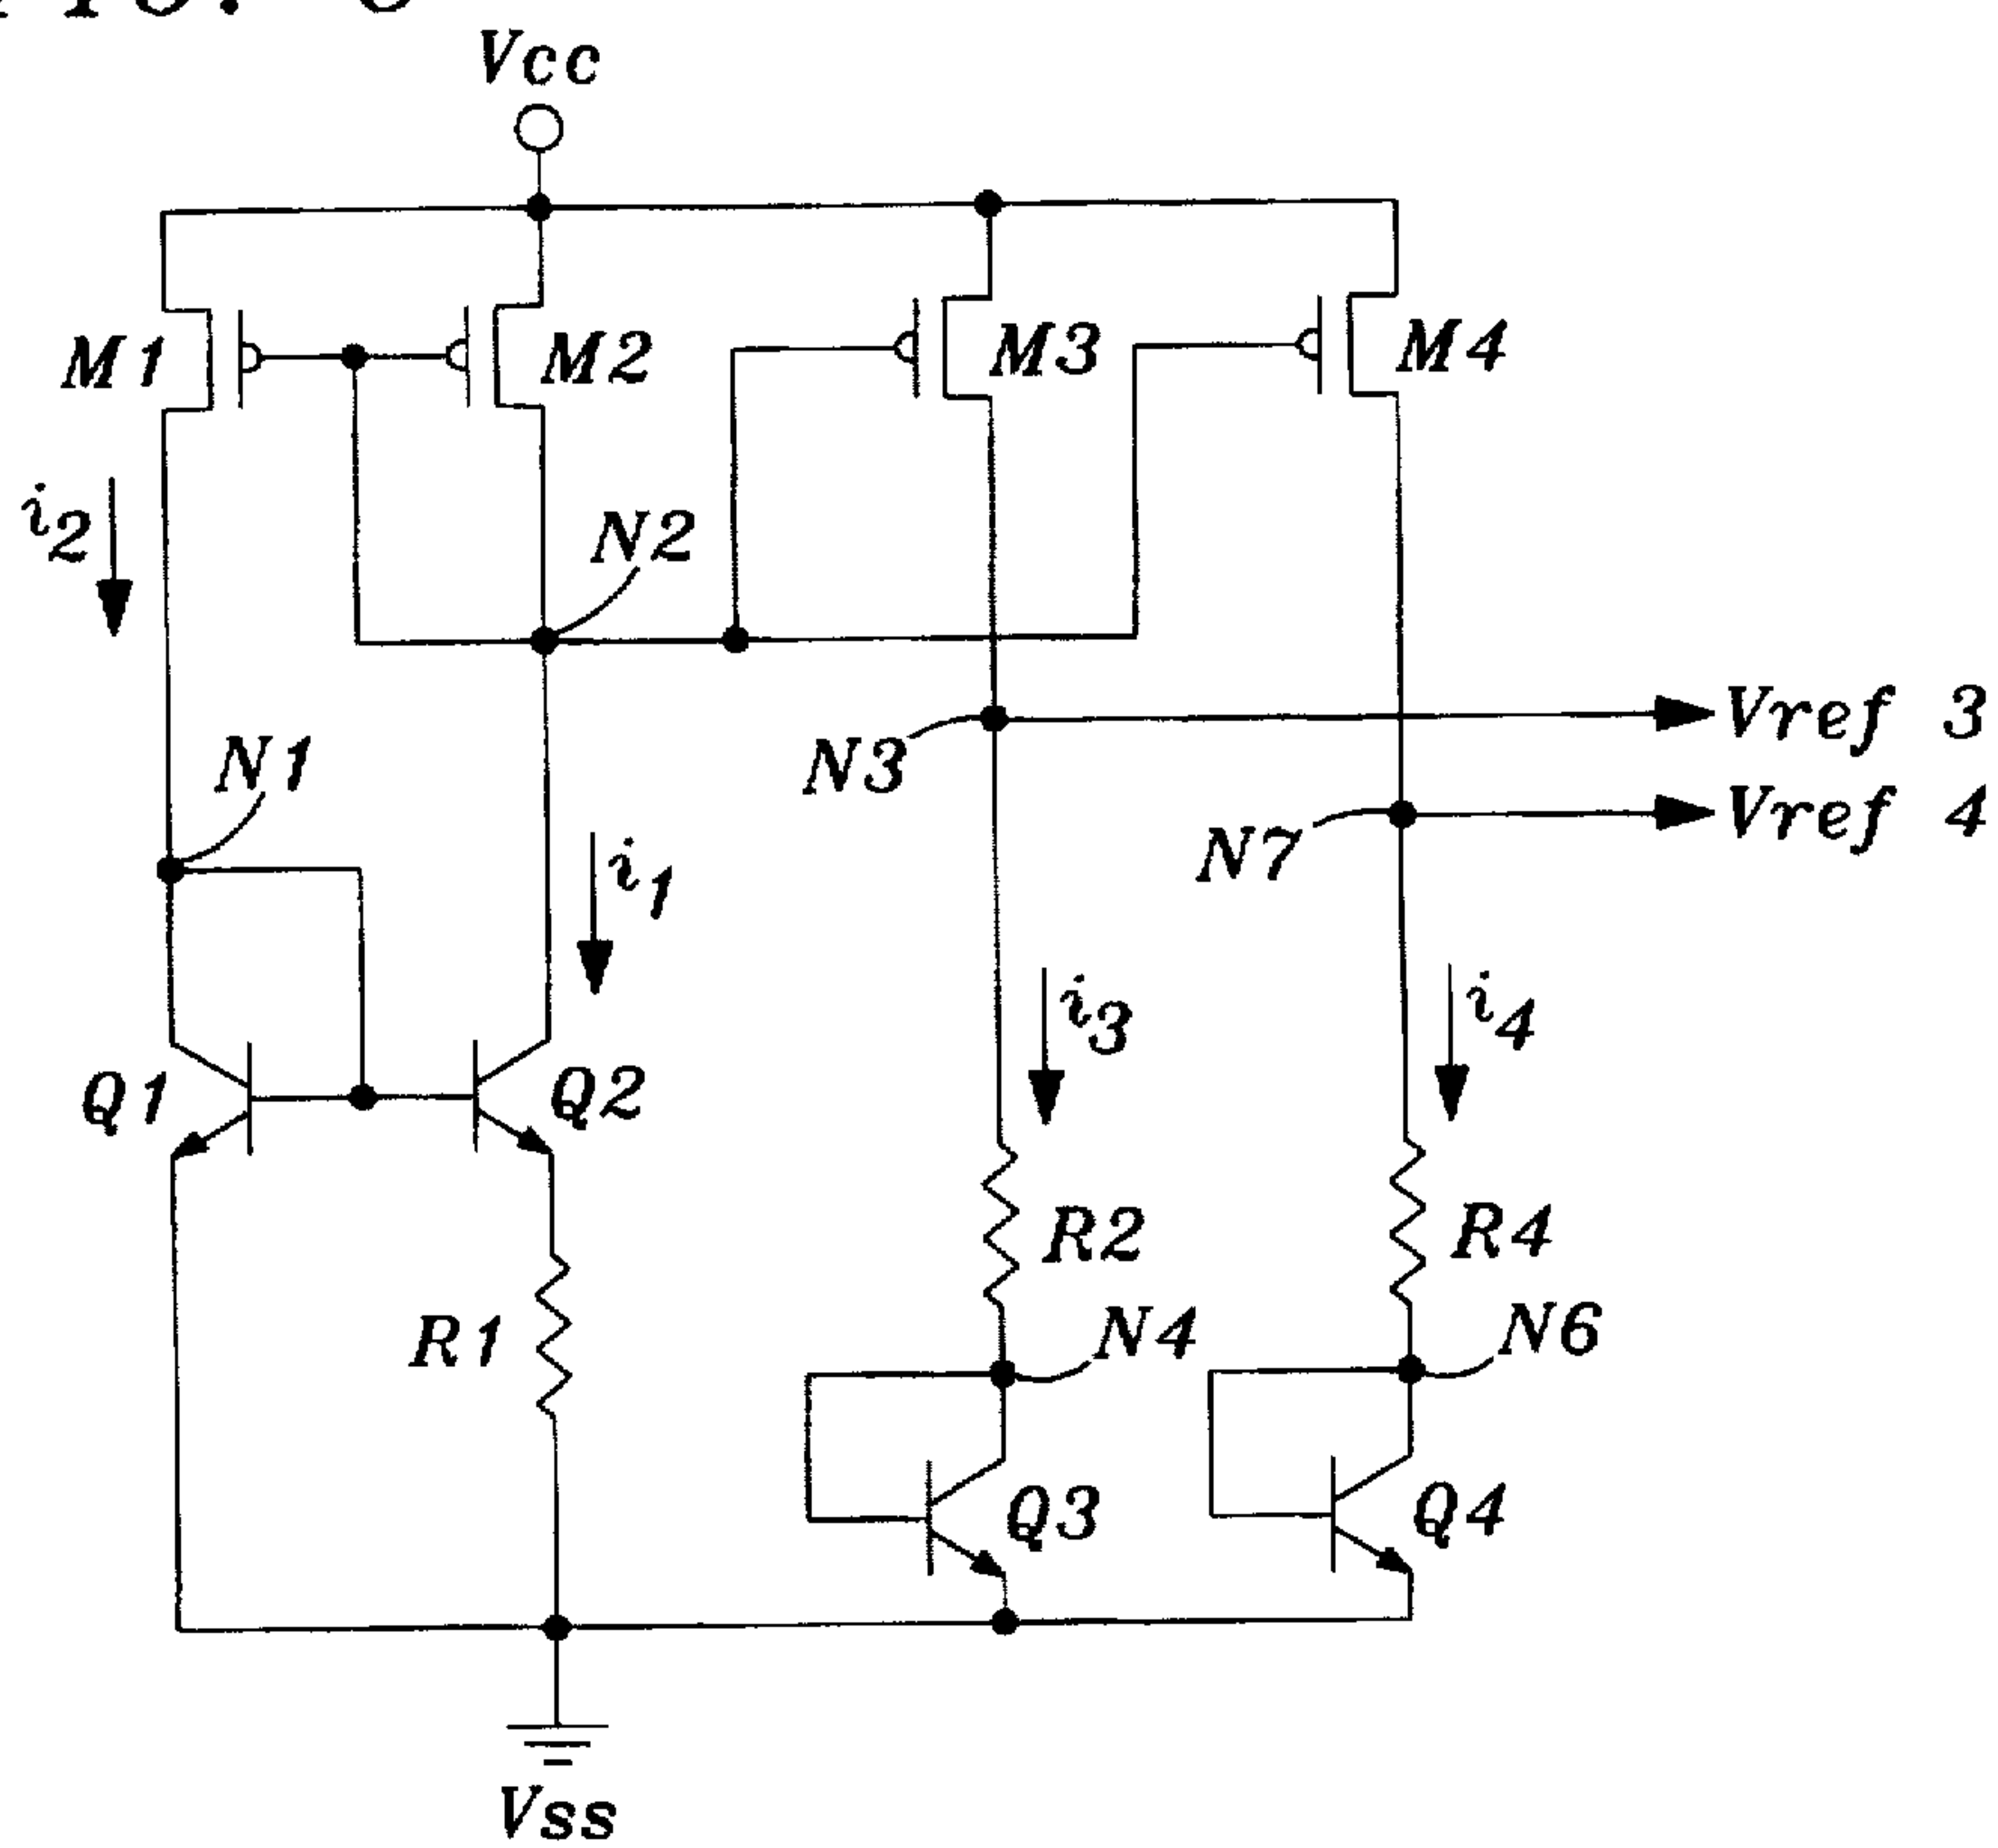 Vcc
M1
M2
M3
M4
i2
N2
Vref 3
N1
N3
Vref 4
i1
N7
i3
i4
Q1
Q2
R2
R4
R1
N4
N6
Q3
Q4
Vss